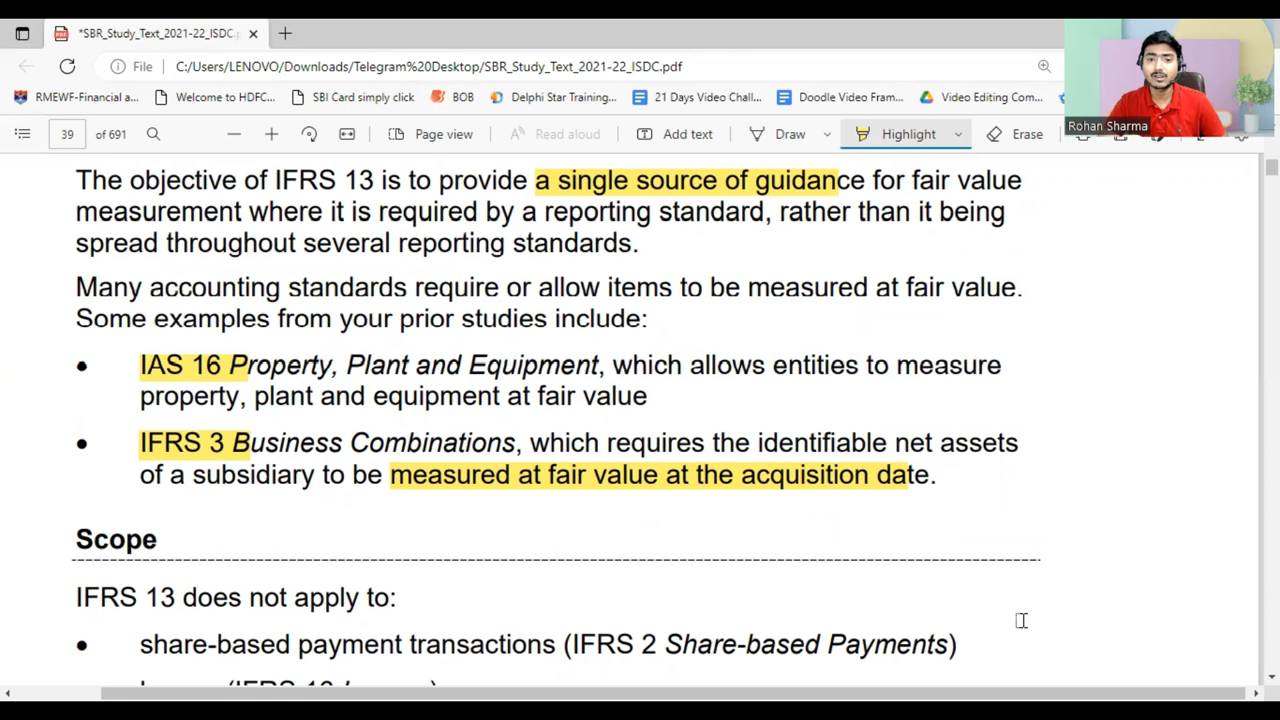 *SBR_Study_Text_2021-22_ISDC.p
File C:/Users/LENOVO/Downloads/Telegram%20Desktop/SBR_Study_Text_2021-22_ISDC.pdf
RMEWF-Financial a... Welcome to HDFC... SBI Card simply click BOB Delphi Star Training... 21 Days Video Chall... Doodle Video Fram... Video Editing Com...
Rohan Sharma
39 of 691 Page view Read aloud Add text Draw Highlight Erase
The objective of IFRS 13 is to provide a single source of guidance for fair value
measurement where it is required by a reporting standard, rather than it being
spread throughout several reporting standards.
Many accounting standards require or allow items to be measured at fair value.
Some examples from your prior studies include:
• IAS 16 Property, Plant and Equipment, which allows entities to measure
property, plant and equipment at fair value
• IFRS 3 Business Combinations, which requires the identifiable net assets
of a subsidiary to be measured at fair value at the acquisition date.
Scope
IFRS 13 does not apply to:
• share-based payment transactions (IFRS 2 Share-based Payments)